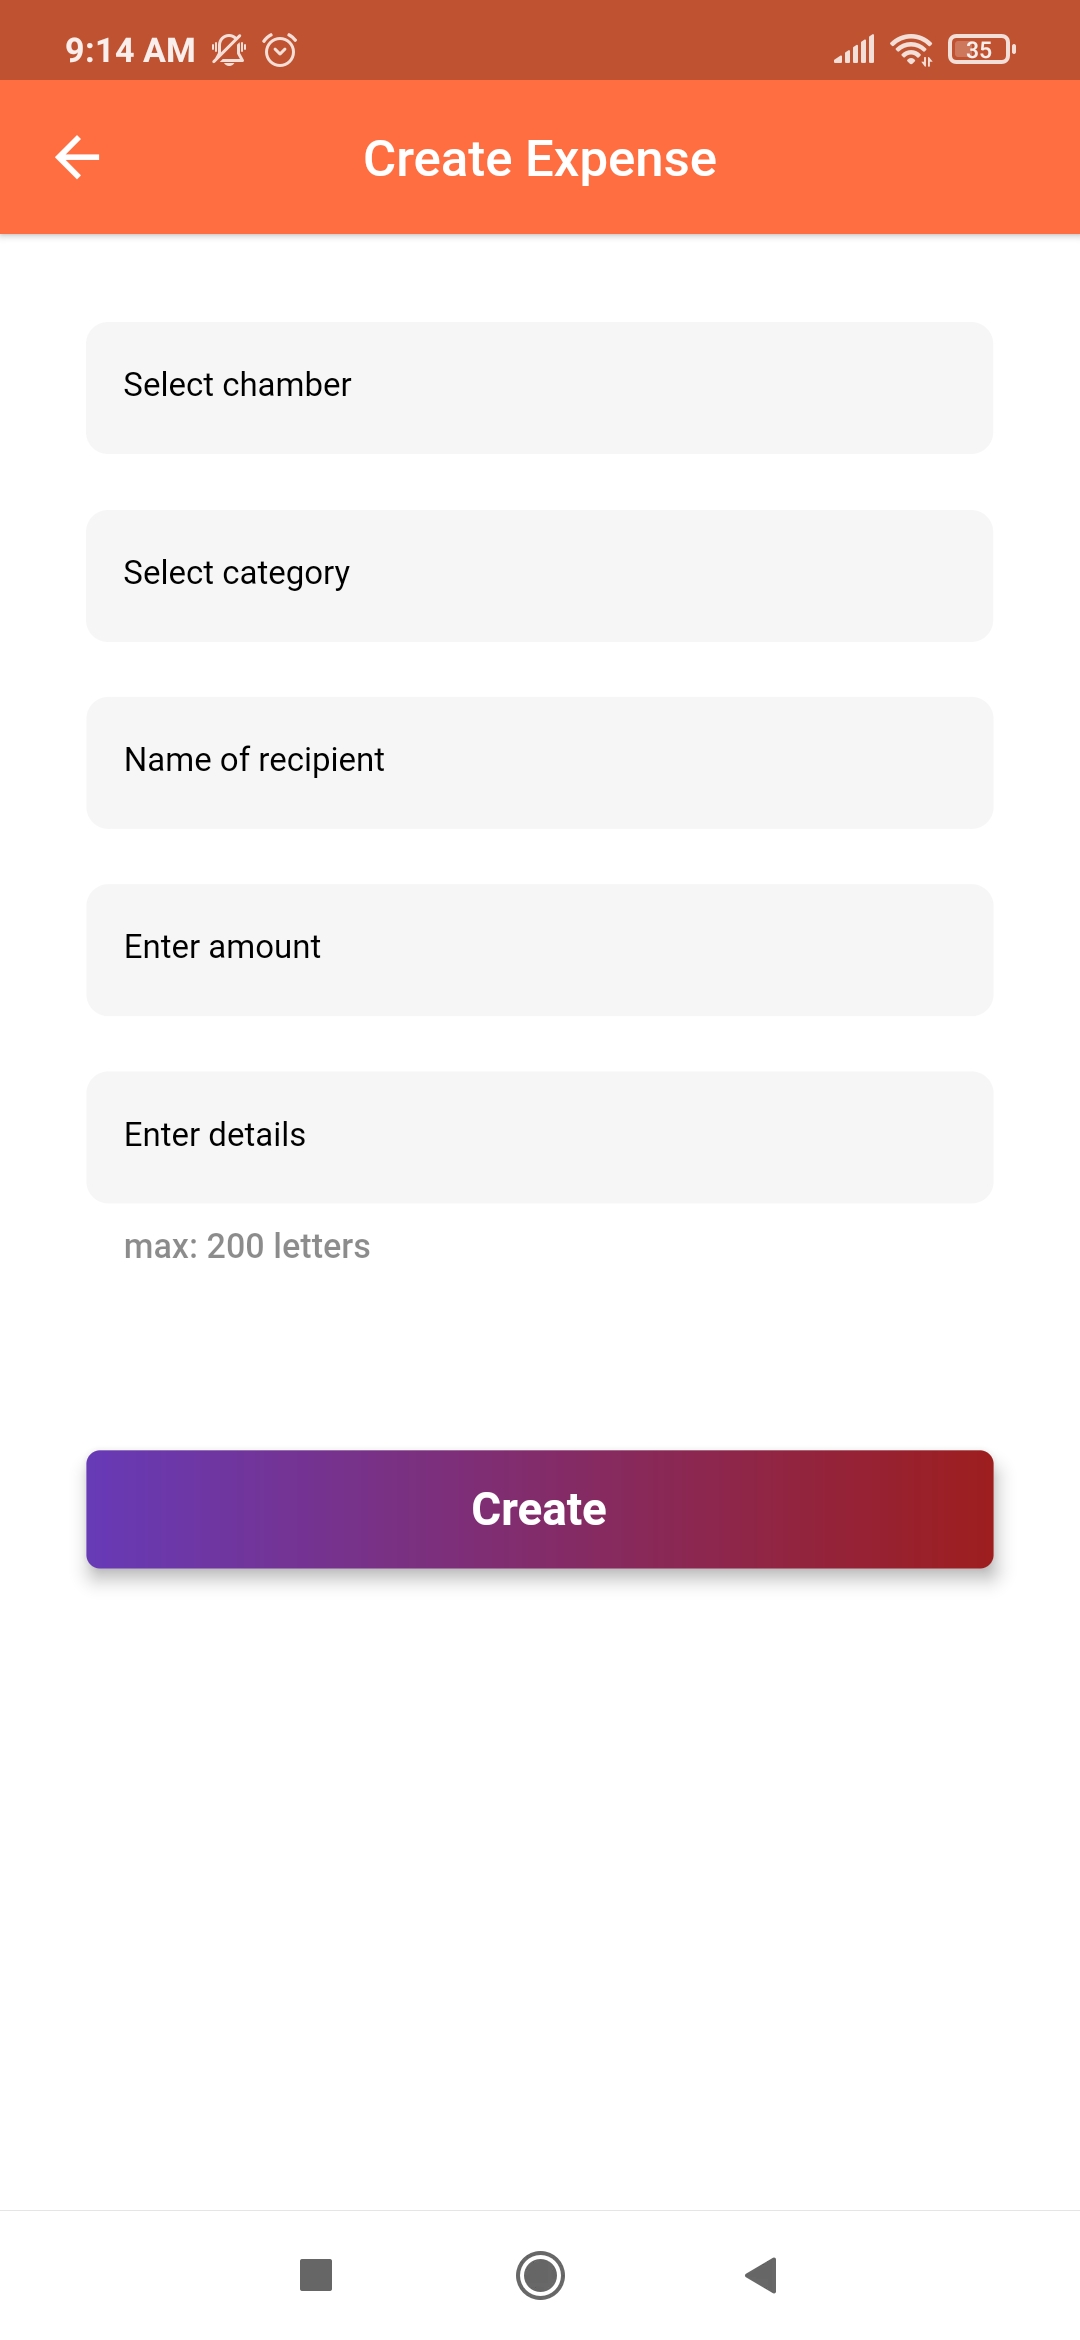 9:14 AM
35
Create Expense
Select chamber
Select category
Name of recipient
Enter amount
Enter details
max: 200 letters
Create